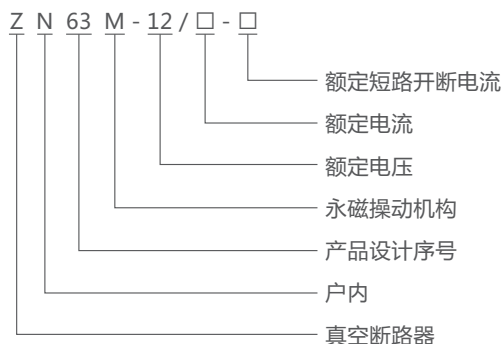 Z N 63 M - 12 / □ - □
额定短路开断电流
额定电流
额定电压
永磁操动机构
产品设计序号
户内
真空断路器